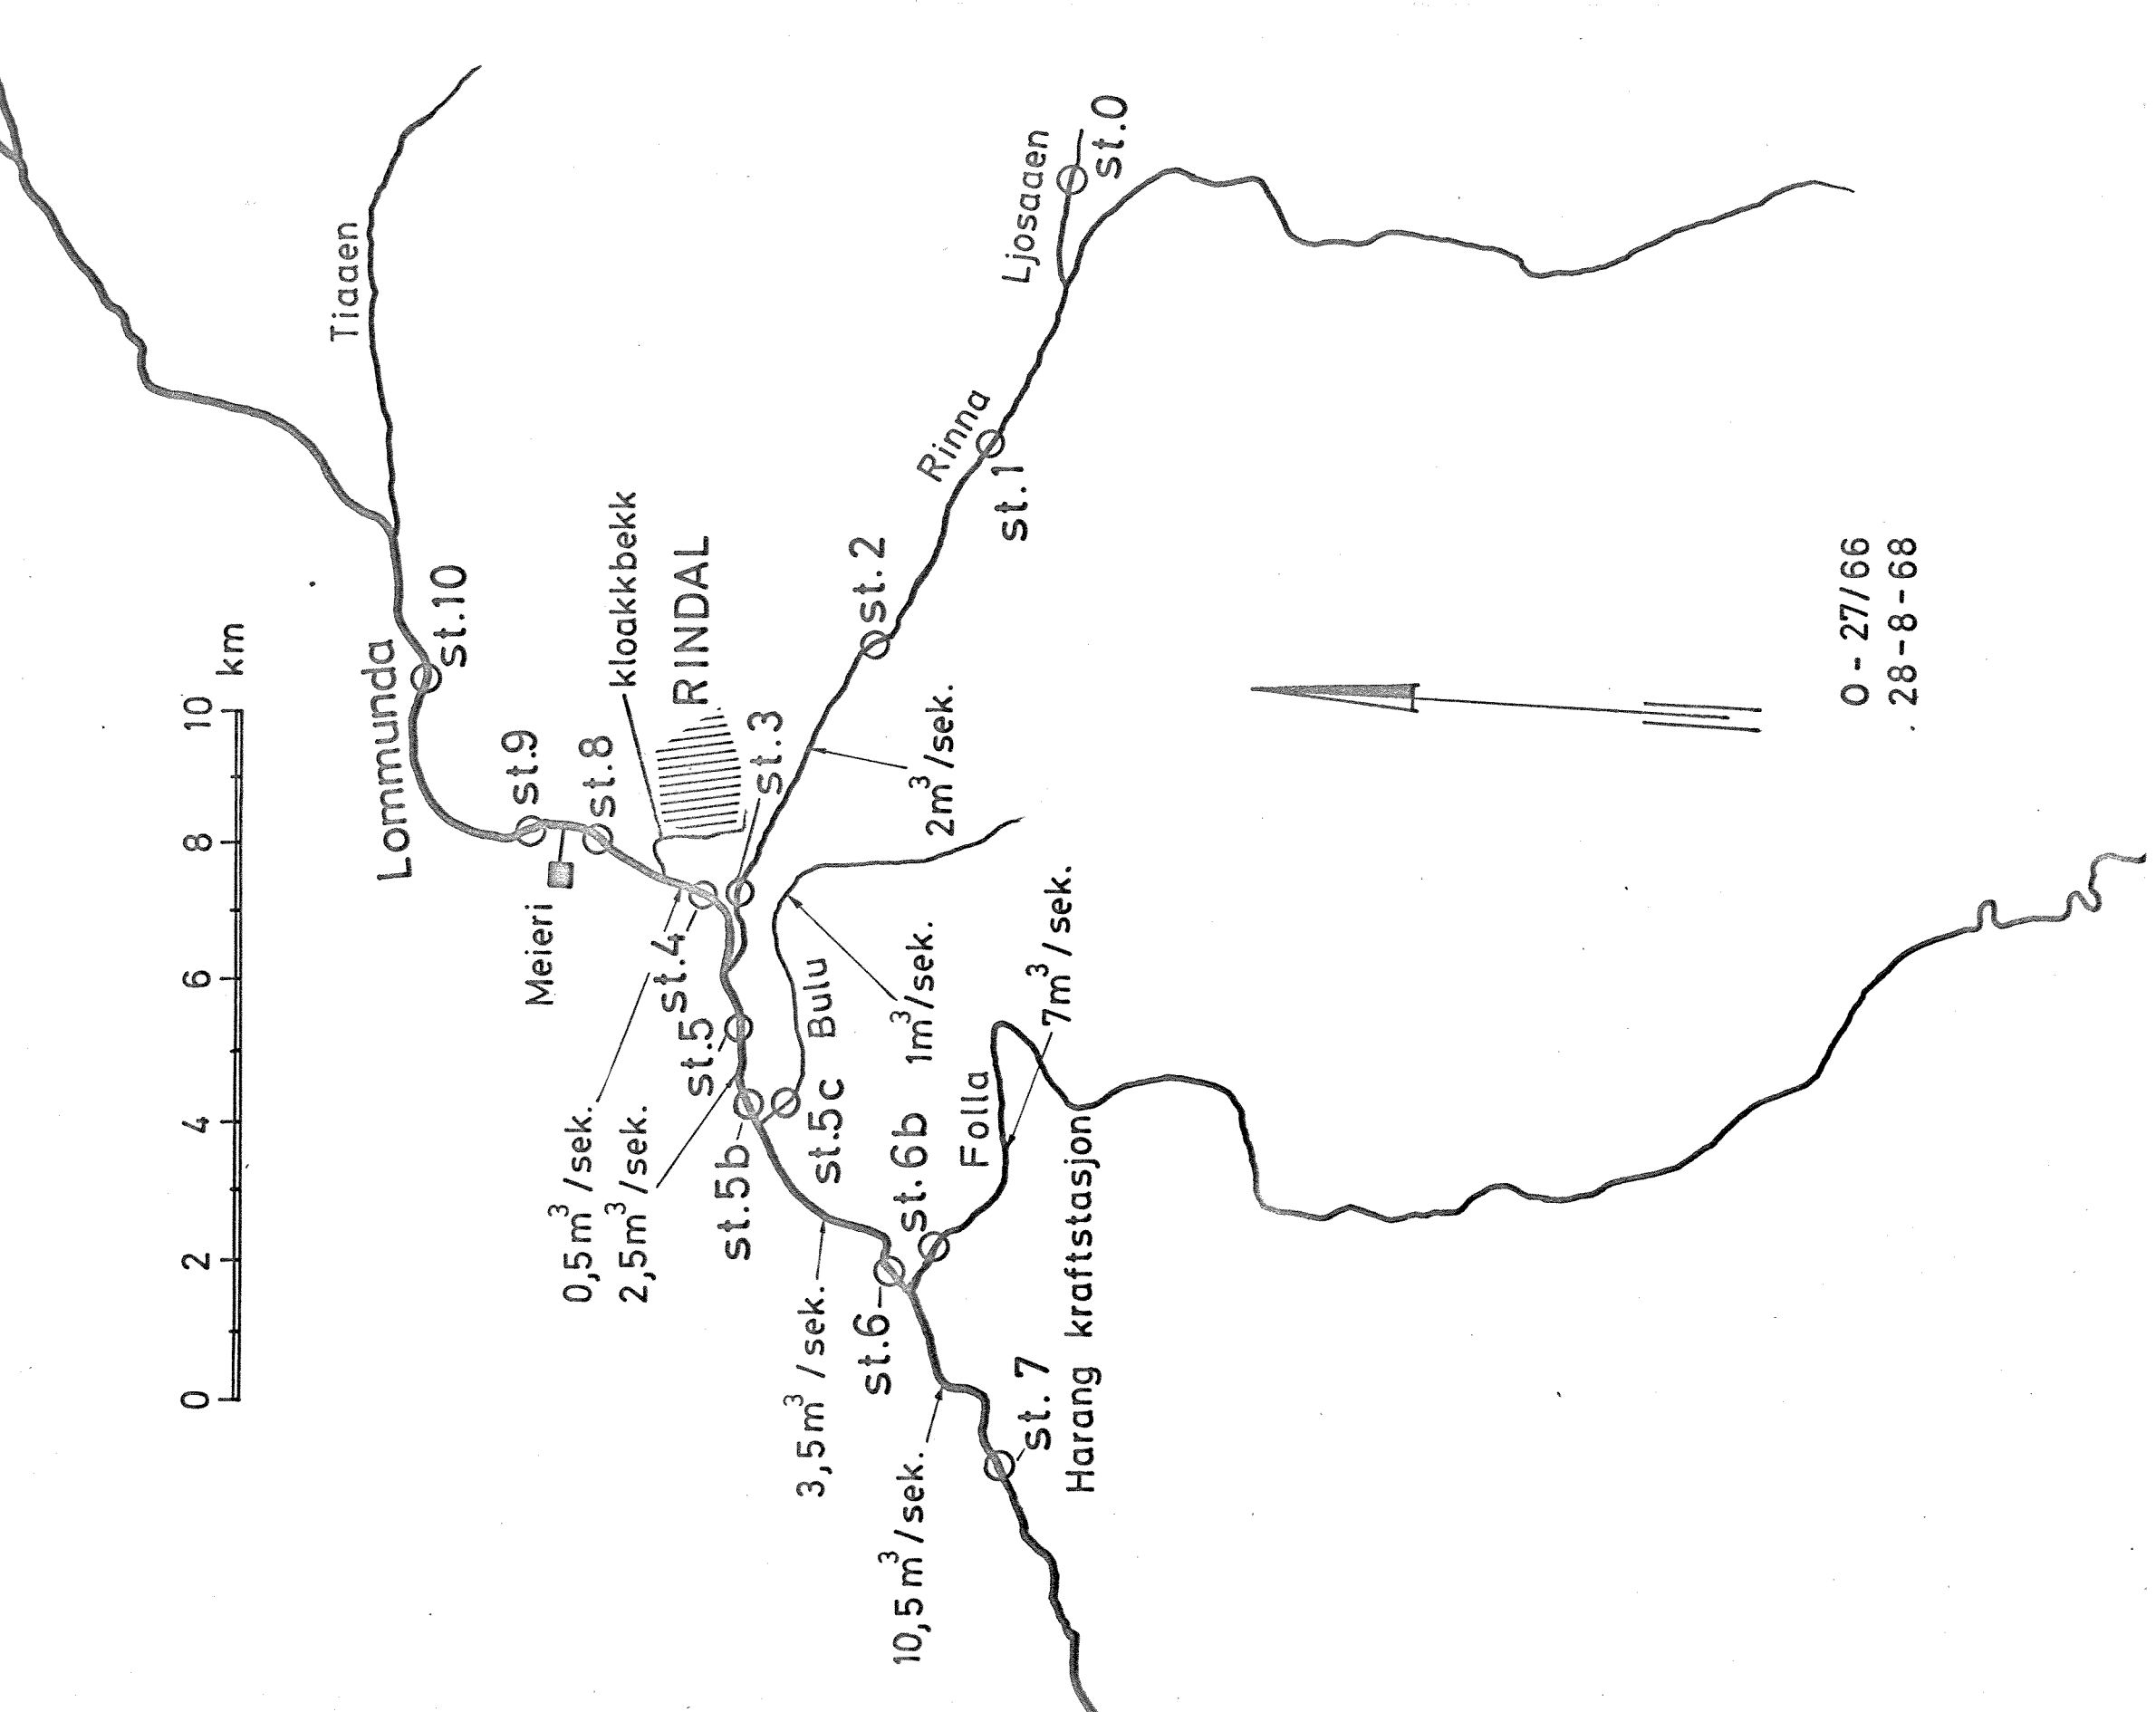 0 2 4 6 8 10 km
Tiaaen
Lommunda
st.10
st.9
st.8
Meieri
kloakkbekk
RINDAL
st.4
st.3
0,5m³/sek.
2,5m³/sek.
st.5
st.5b
st.5c
Bulu
1m³/sek.
2m³/sek.
st.2
Rinna
st.1
Ljosaaen
st.0
3,5m³/sek.
st.6
st.6b
Folla
7m³/sek.
10,5m³/sek.
st.7
Harang kraftstasjon
O-27/66
28-8-68